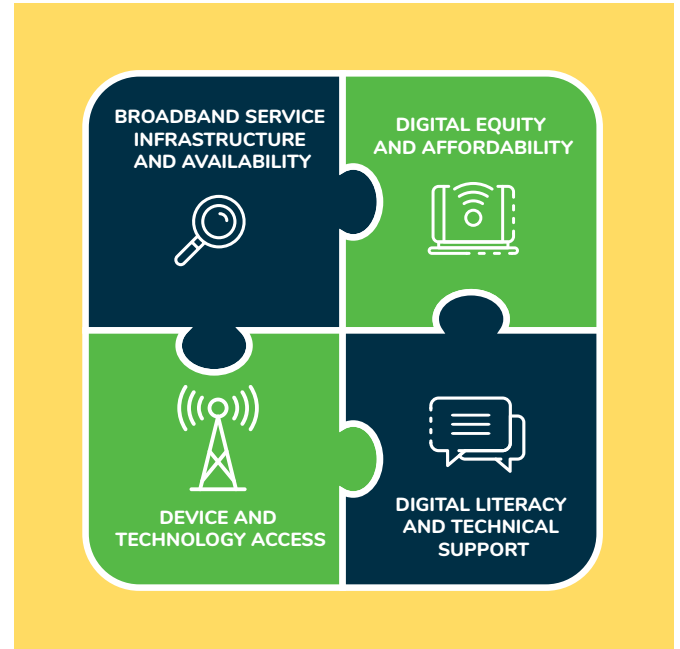 BROADBAND SERVICE
INFRASTRUCTURE
AND AVAILABILITY
DIGITAL EQUITY
AND AFFORDABILITY
DEVICE AND
TECHNOLOGY ACCESS
DIGITAL LITERACY
AND TECHNICAL
SUPPORT